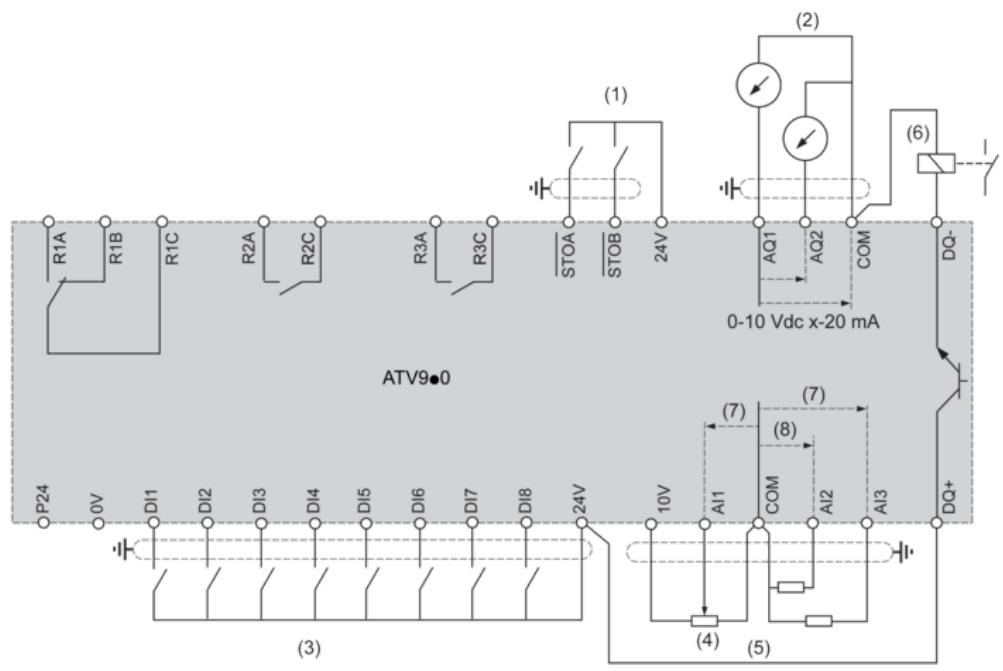 (2)
(1)
(6)
R1A
R1B
R1C
R2A
R2C
R3A
R3C
STOA
STOB
24V
AQ1
AQ2
COM
DQ-
0-10 Vdc x-20 mA
ATV9●0
(7)
(7)
(8)
P24
0V
DI1
DI2
DI3
DI4
DI5
DI6
DI7
DI8
24V
10V
AI1
COM
AI2
AI3
DQ+
(3)
(4)
(5)